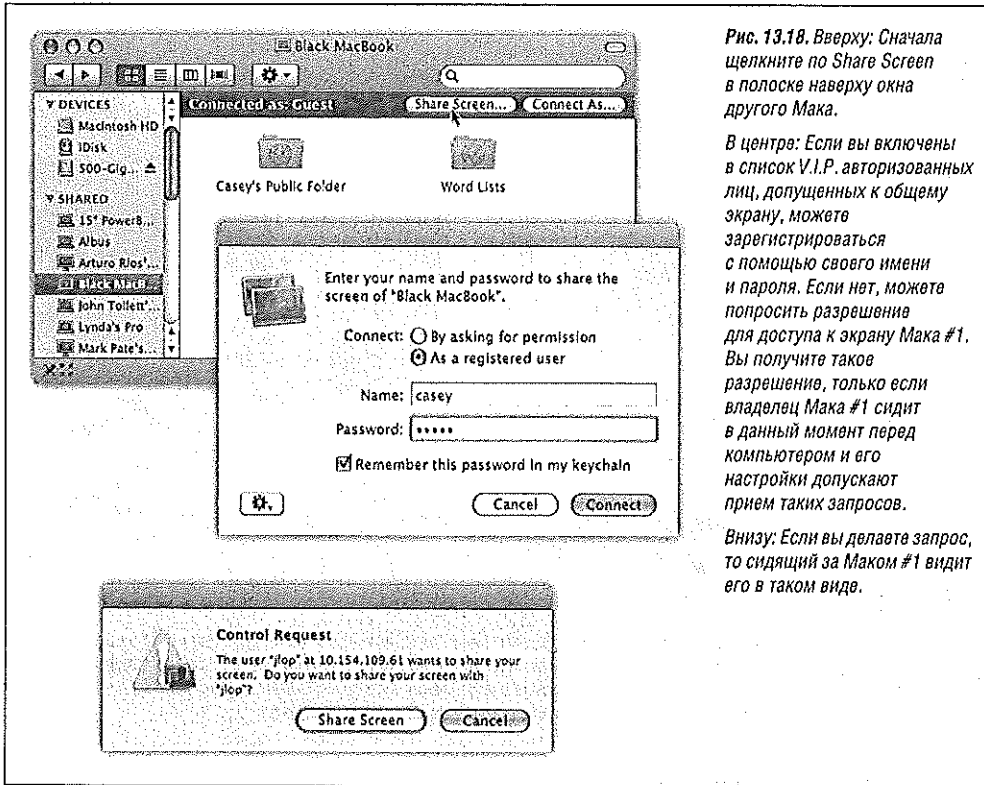 Black MacBook
Connected as: Guest
Share Screen...
Connect As...
DEVICES
Macintosh HD
iDisk
500-Gig...
SHARED
15" PowerB...
Albus
Arturo Rios'...
Black MacB
John Tollett'...
Lynda's Pro
Mark Pate's...
Casey's Public Folder
Word Lists
Enter your name and password to share the
screen of "Black MacBook".
Connect: By asking for permission
As a registered user
Name: casey
Password: •••••
Remember this password in my keychain
Cancel
Connect
Control Request
The user "jlop" at 10.154.109.61 wants to share your
screen. Do you want to share your screen with
"jlop"?
Share Screen
Cancel
Рис. 13.18. Вверху: Сначала
щелкните по Share Screen
в полоске наверху окна
другого Мака.
В центре: Если вы включены
в список V.I.P. авторизованных
лиц, допущенных к общему
экрану, можете
зарегистрироваться
с помощью своего имени
и пароля. Если нет, можете
попросить разрешение
для доступа к экрану Мака #1.
Вы получите такое
разрешение, только если
владелец Мака #1 сидит
в данный момент перед
компьютером и его
настройки допускают
прием таких запросов.
Внизу: Если вы делаете запрос,
то сидящий за Маком #1 видит
его в таком виде.